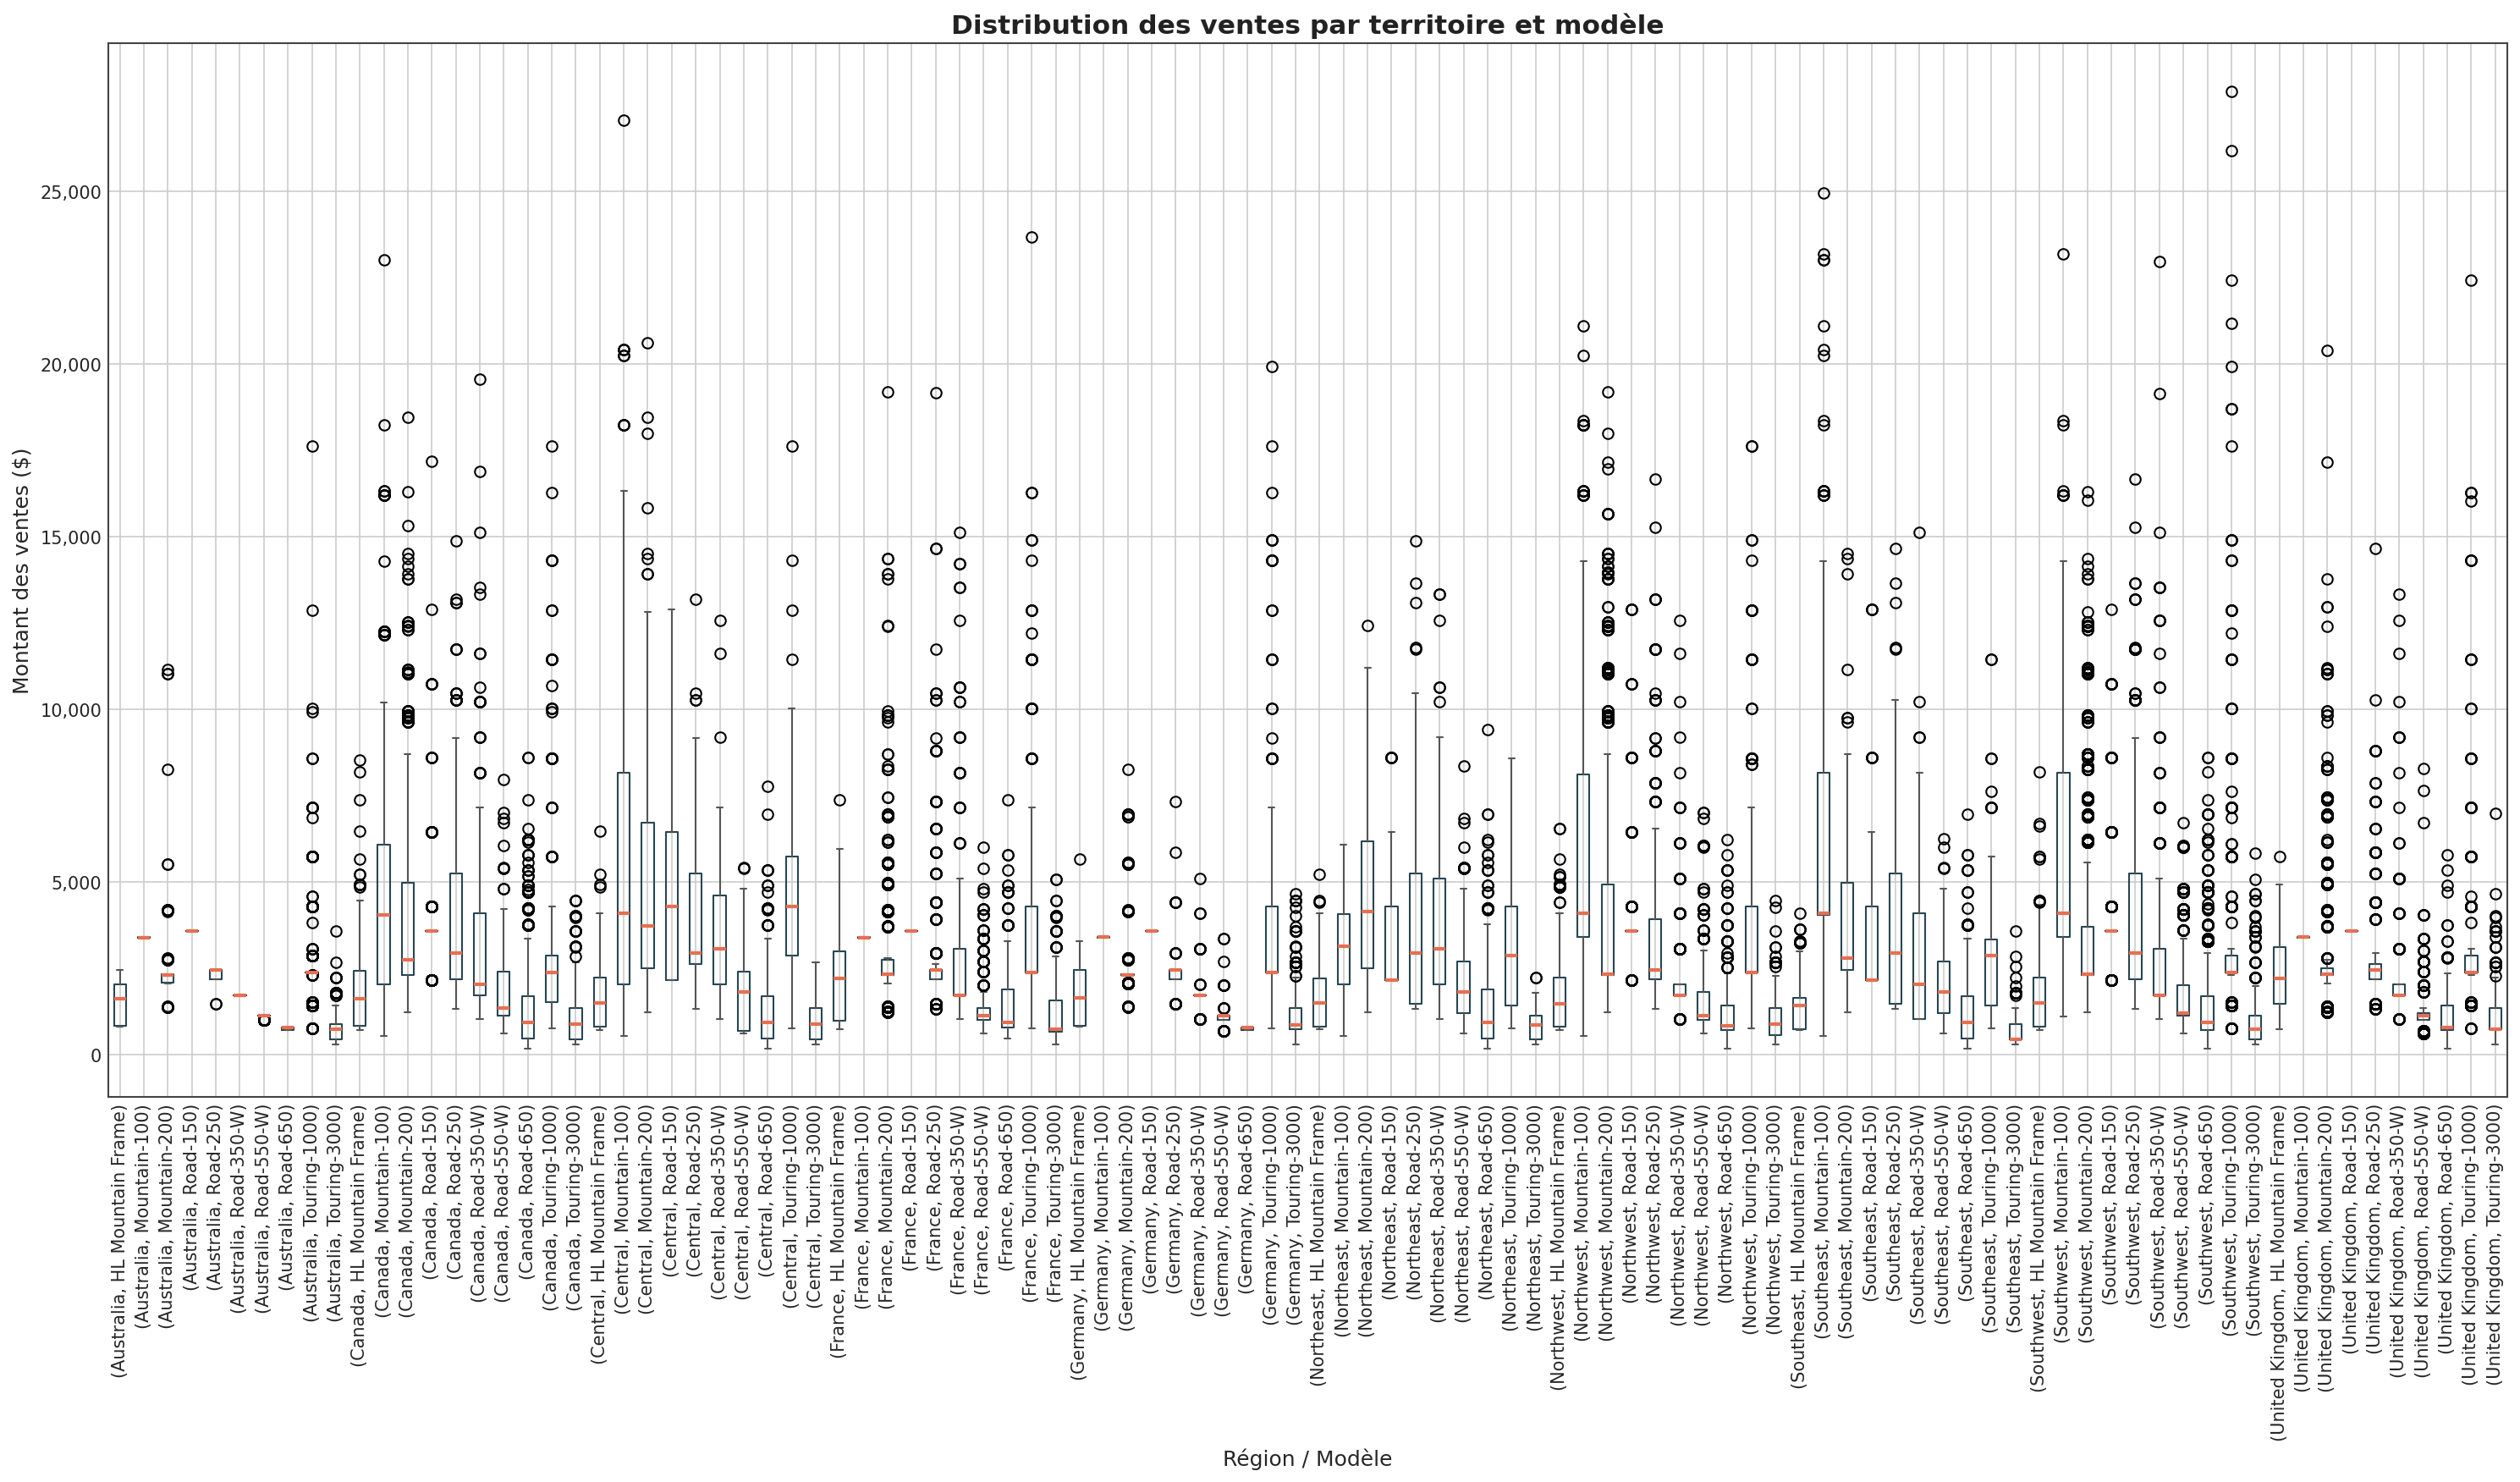 Distribution des ventes par territoire et modèle
Montant des ventes ($)
25,000
20,000
15,000
10,000
5,000
0
(Australia, HL Mountain Frame)
(Australia, Mountain-100)
(Australia, Mountain-200)
(Australia, Road-150)
(Australia, Road-250)
(Australia, Road-350-W)
(Australia, Road-550-W)
(Australia, Road-650)
(Australia, Touring-1000)
(Australia, Touring-3000)
(Canada, HL Mountain Frame)
(Canada, Mountain-100)
(Canada, Mountain-200)
(Canada, Road-150)
(Canada, Road-250)
(Canada, Road-350-W)
(Canada, Road-550-W)
(Canada, Road-650)
(Canada, Touring-1000)
(Canada, Touring-3000)
(Central, HL Mountain Frame)
(Central, Mountain-100)
(Central, Mountain-200)
(Central, Road-150)
(Central, Road-250)
(Central, Road-350-W)
(Central, Road-550-W)
(Central, Road-650)
(Central, Touring-1000)
(Central, Touring-3000)
(France, HL Mountain Frame)
(France, Mountain-100)
(France, Mountain-200)
(France, Road-150)
(France, Road-250)
(France, Road-350-W)
(France, Road-550-W)
(France, Road-650)
(France, Touring-1000)
(France, Touring-3000)
(Germany, HL Mountain Frame)
(Germany, Mountain-100)
(Germany, Mountain-200)
(Germany, Road-150)
(Germany, Road-250)
(Germany, Road-350-W)
(Germany, Road-550-W)
(Germany, Road-650)
(Germany, Touring-1000)
(Germany, Touring-3000)
(Northeast, HL Mountain Frame)
(Northeast, Mountain-100)
(Northeast, Mountain-200)
(Northeast, Road-150)
(Northeast, Road-250)
(Northeast, Road-350-W)
(Northeast, Road-550-W)
(Northeast, Road-650)
(Northeast, Touring-1000)
(Northeast, Touring-3000)
(Northwest, HL Mountain Frame)
(Northwest, Mountain-100)
(Northwest, Mountain-200)
(Northwest, Road-150)
(Northwest, Road-250)
(Northwest, Road-350-W)
(Northwest, Road-550-W)
(Northwest, Road-650)
(Northwest, Touring-1000)
(Northwest, Touring-3000)
(Southeast, HL Mountain Frame)
(Southeast, Mountain-100)
(Southeast, Mountain-200)
(Southeast, Road-150)
(Southeast, Road-250)
(Southeast, Road-350-W)
(Southeast, Road-550-W)
(Southeast, Road-650)
(Southeast, Touring-1000)
(Southeast, Touring-3000)
(Southwest, HL Mountain Frame)
(Southwest, Mountain-100)
(Southwest, Mountain-200)
(Southwest, Road-150)
(Southwest, Road-250)
(Southwest, Road-350-W)
(Southwest, Road-550-W)
(Southwest, Road-650)
(Southwest, Touring-1000)
(Southwest, Touring-3000)
(United Kingdom, HL Mountain Frame)
(United Kingdom, Mountain-100)
(United Kingdom, Mountain-200)
(United Kingdom, Road-150)
(United Kingdom, Road-250)
(United Kingdom, Road-350-W)
(United Kingdom, Road-550-W)
(United Kingdom, Road-650)
(United Kingdom, Touring-1000)
(United Kingdom, Touring-3000)
Région / Modèle